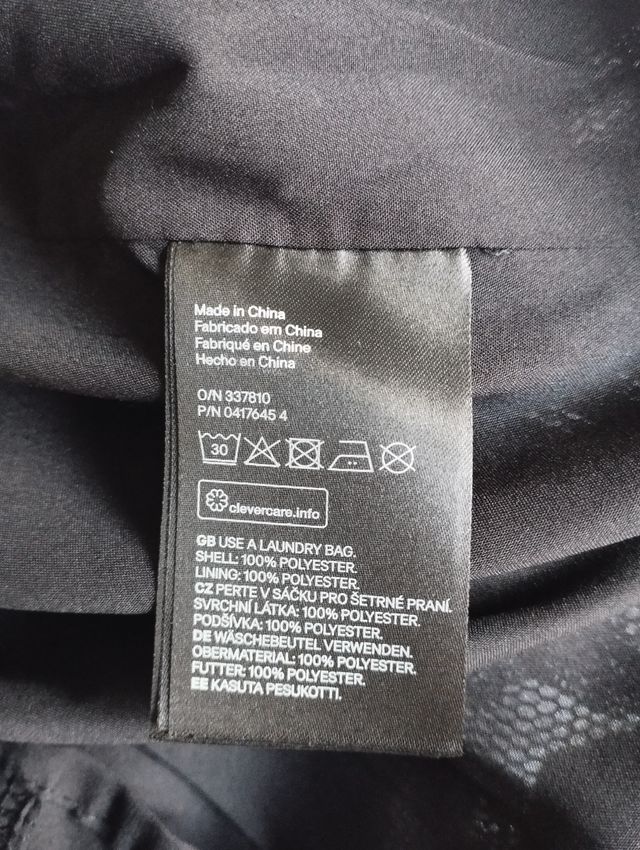 Made in China
Fabricado em China
Fabriqué en Chine
Hecho en China
O/N 337810
P/N 0417645 4
30
clevercare.info
GB USE A LAUNDRY BAG.
SHELL: 100% POLYESTER.
LINING: 100% POLYESTER.
CZ PERTE V SÁČKU PRO ŠETRNÉ PRANÍ.
SVRCHNÍ LÁTKA: 100% POLYESTER.
PODŠÍVKA: 100% POLYESTER.
DE WÄSCHEBEUTEL VERWENDEN.
OBERMATERIAL: 100% POLYESTER.
FUTTER: 100% POLYESTER.
EE KASUTA PESUKOTTI.